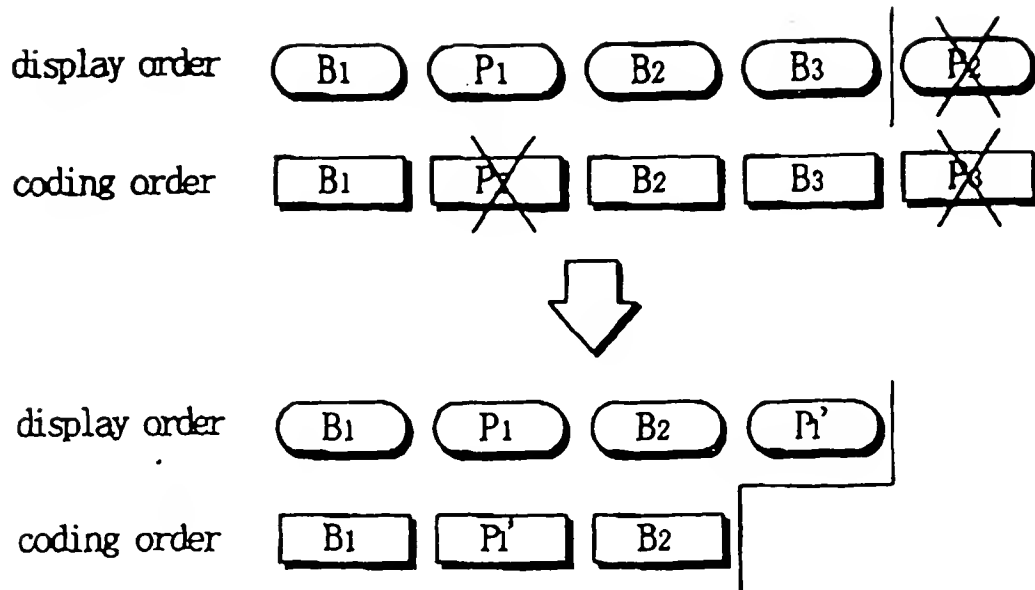 display order B1 P1 B2 B3 P2
coding order B1 P2 B2 B3 P3
display order B1 P1 B2 P1'
coding order B1 P1' B2